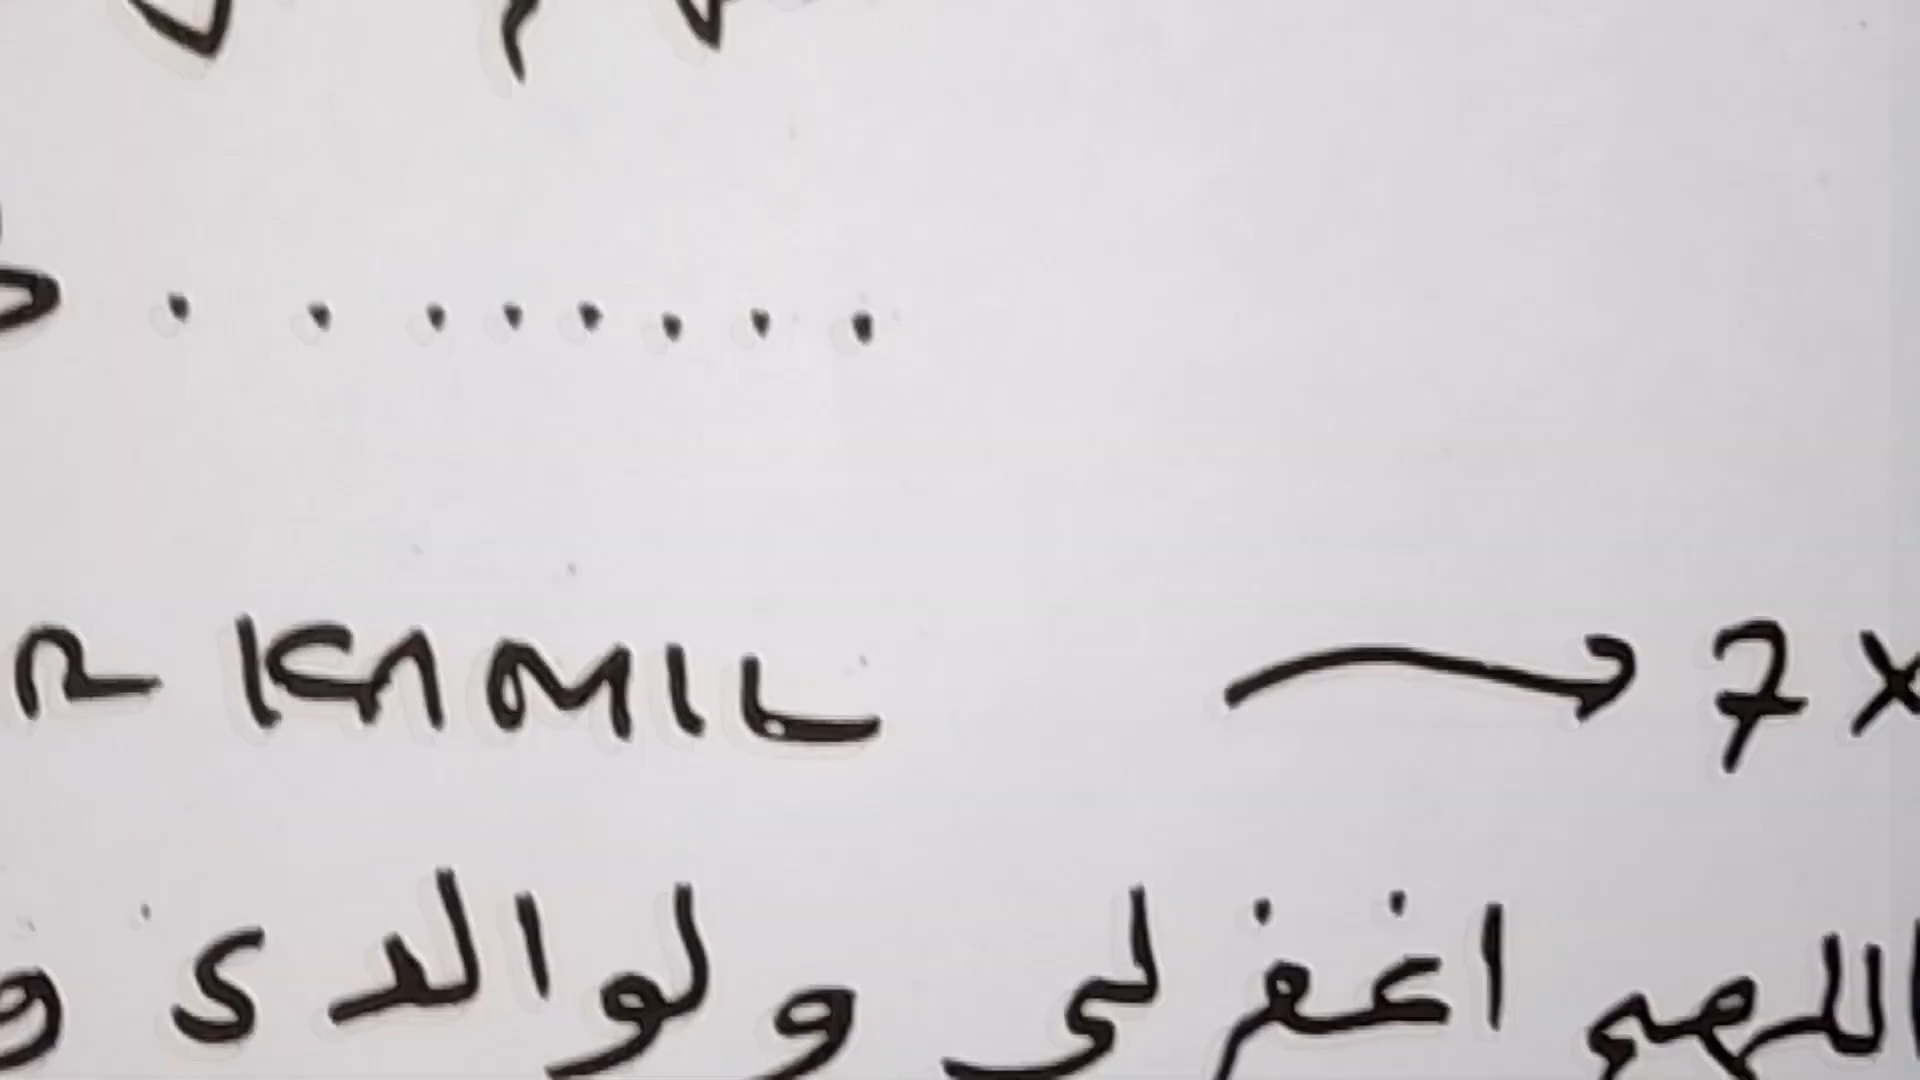 ........
KAMIL → 7x
اللهم اغفرلى ولوالدى و